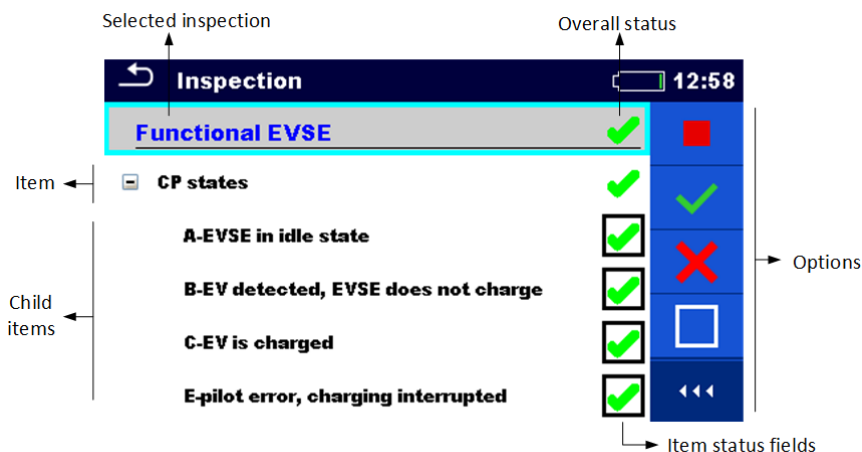 Selected inspection
Overall status
Inspection
12:58
Functional EVSE
Item
CP states
A-EVSE in idle state
B-EV detected, EVSE does not charge
Options
Child
items
C-EV is charged
E-pilot error, charging interrupted
Item status fields